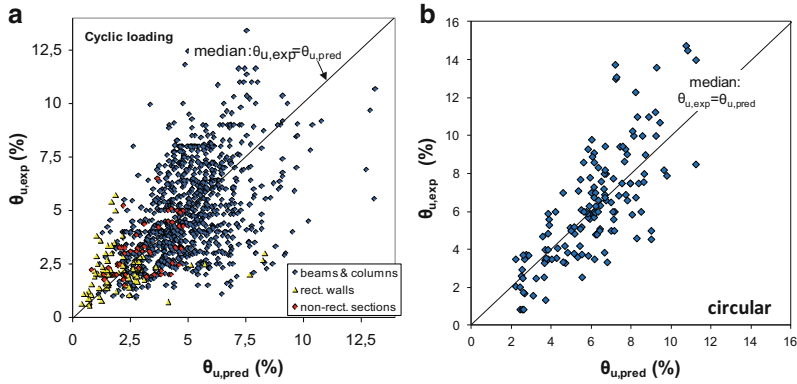 a
Cyclic loading
median:θu,exp=θu,pred
12,5
10
7,5
5
2,5
0
θu,exp (%)
beams & columns
rect. walls
non-rect. sections
0 2,5 5 7,5 10 12,5
θu,pred (%)
b
16
14
12
10
8
6
4
2
0
θu,exp (%)
median:
θu,exp=θu,pred
circular
0 2 4 6 8 10 12 14 16
θu,pred (%)